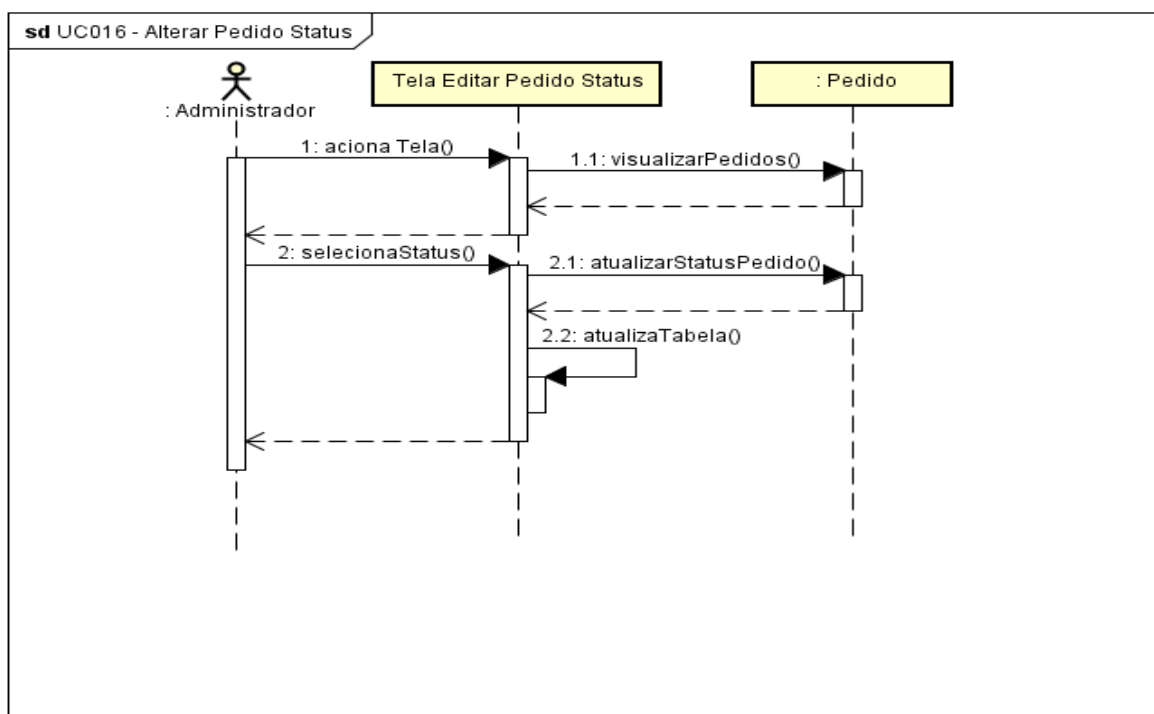 sd UC016 - Alterar Pedido Status
: Administrador
Tela Editar Pedido Status
: Pedido
1: aciona Tela()
1.1: visualizarPedidos()
2: selecionaStatus()
2.1: atualizarStatusPedido()
2.2: atualizaTabela()